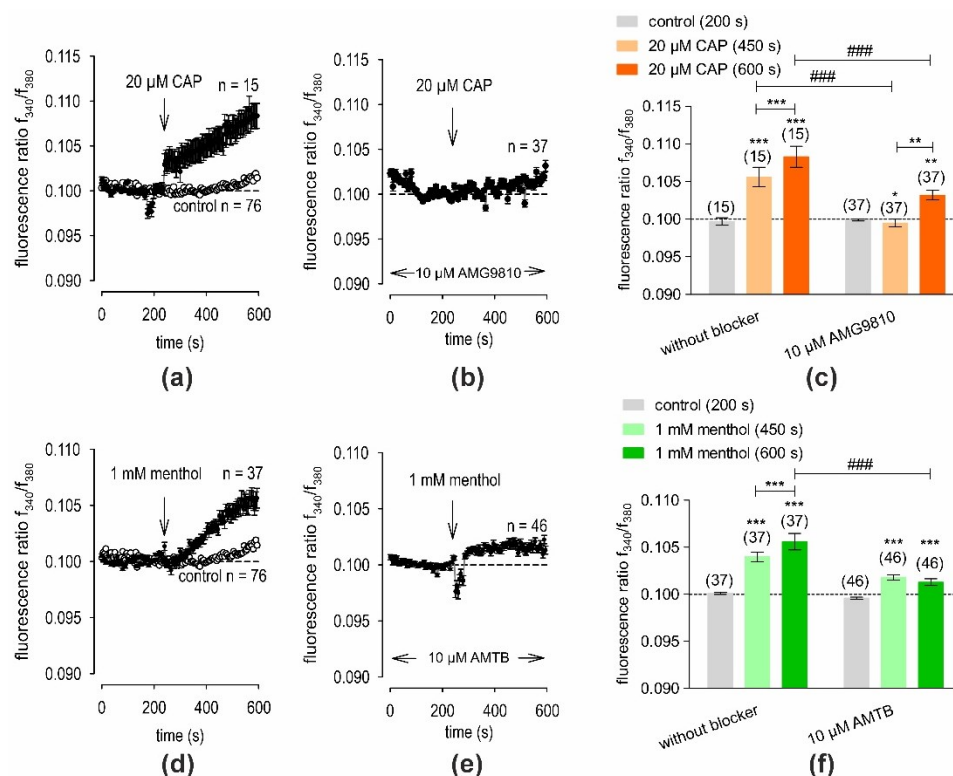 0.115
0.110
0.105
0.100
0.095
0.090
fluorescence ratio f340/f380
20 µM CAP
n = 15
control n = 76
0 200 400 600
time (s)
(a)
0.115
0.110
0.105
0.100
0.095
0.090
fluorescence ratio f340/f380
20 µM CAP
n = 37
10 µM AMG9810
0 200 400 600
time (s)
(b)
control (200 s)
20 µM CAP (450 s)
20 µM CAP (600 s)
###
###
0.115
0.110
0.105
0.100
0.095
0.090
fluorescence ratio f340/f380
***
***
***
(15)
(15)
(15)
**
**
*
(37)
(37)
(37)
without blocker
10 µM AMG9810
(c)
0.110
0.105
0.100
0.095
0.090
fluorescence ratio f340/f380
1 mM menthol
n = 37
control n = 76
0 200 400 600
time (s)
(d)
0.110
0.105
0.100
0.095
0.090
fluorescence ratio f340/f380
1 mM menthol
n = 46
10 µM AMTB
0 200 400 600
time (s)
(e)
control (200 s)
1 mM menthol (450 s)
1 mM menthol (600 s)
###
0.110
0.105
0.100
0.095
0.090
fluorescence ratio f340/f380
***
***
***
(37)
(37)
(37)
***
***
(46)
(46)
(46)
without blocker
10 µM AMTB
(f)